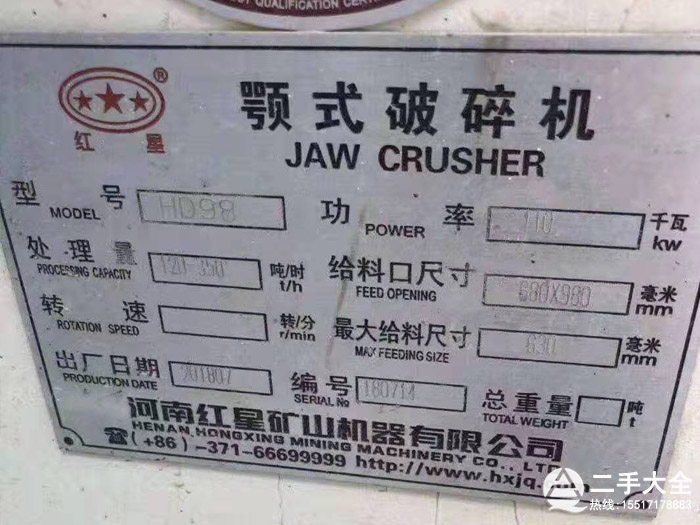 T QUALIFICATION CERT
®
红 星
颚式破碎机
JAW CRUSHER
型号 MODEL HD98 功率 POWER 110 千瓦 kw
处理量 PROCESSING CAPACITY 120-350 吨/时 t/h 给料口尺寸 FEED OPENING 680X980 毫米 mm
转速 ROTATION SPEED 转/分 r/min 最大给料尺寸 MAX FEEDING SIZE 630 毫米 mm
出厂日期 PRODUCTION DATE 201807 编号 SERIAL No 180714 总重量 TOTAL WEIGHT 吨 t
河南红星矿山机器有限公司
HENAN HONGXING MINING MACHINERY CO., LTD
☎(+86)-371-66699999 http://www.hxjq.
二手大全
热线:15517178883